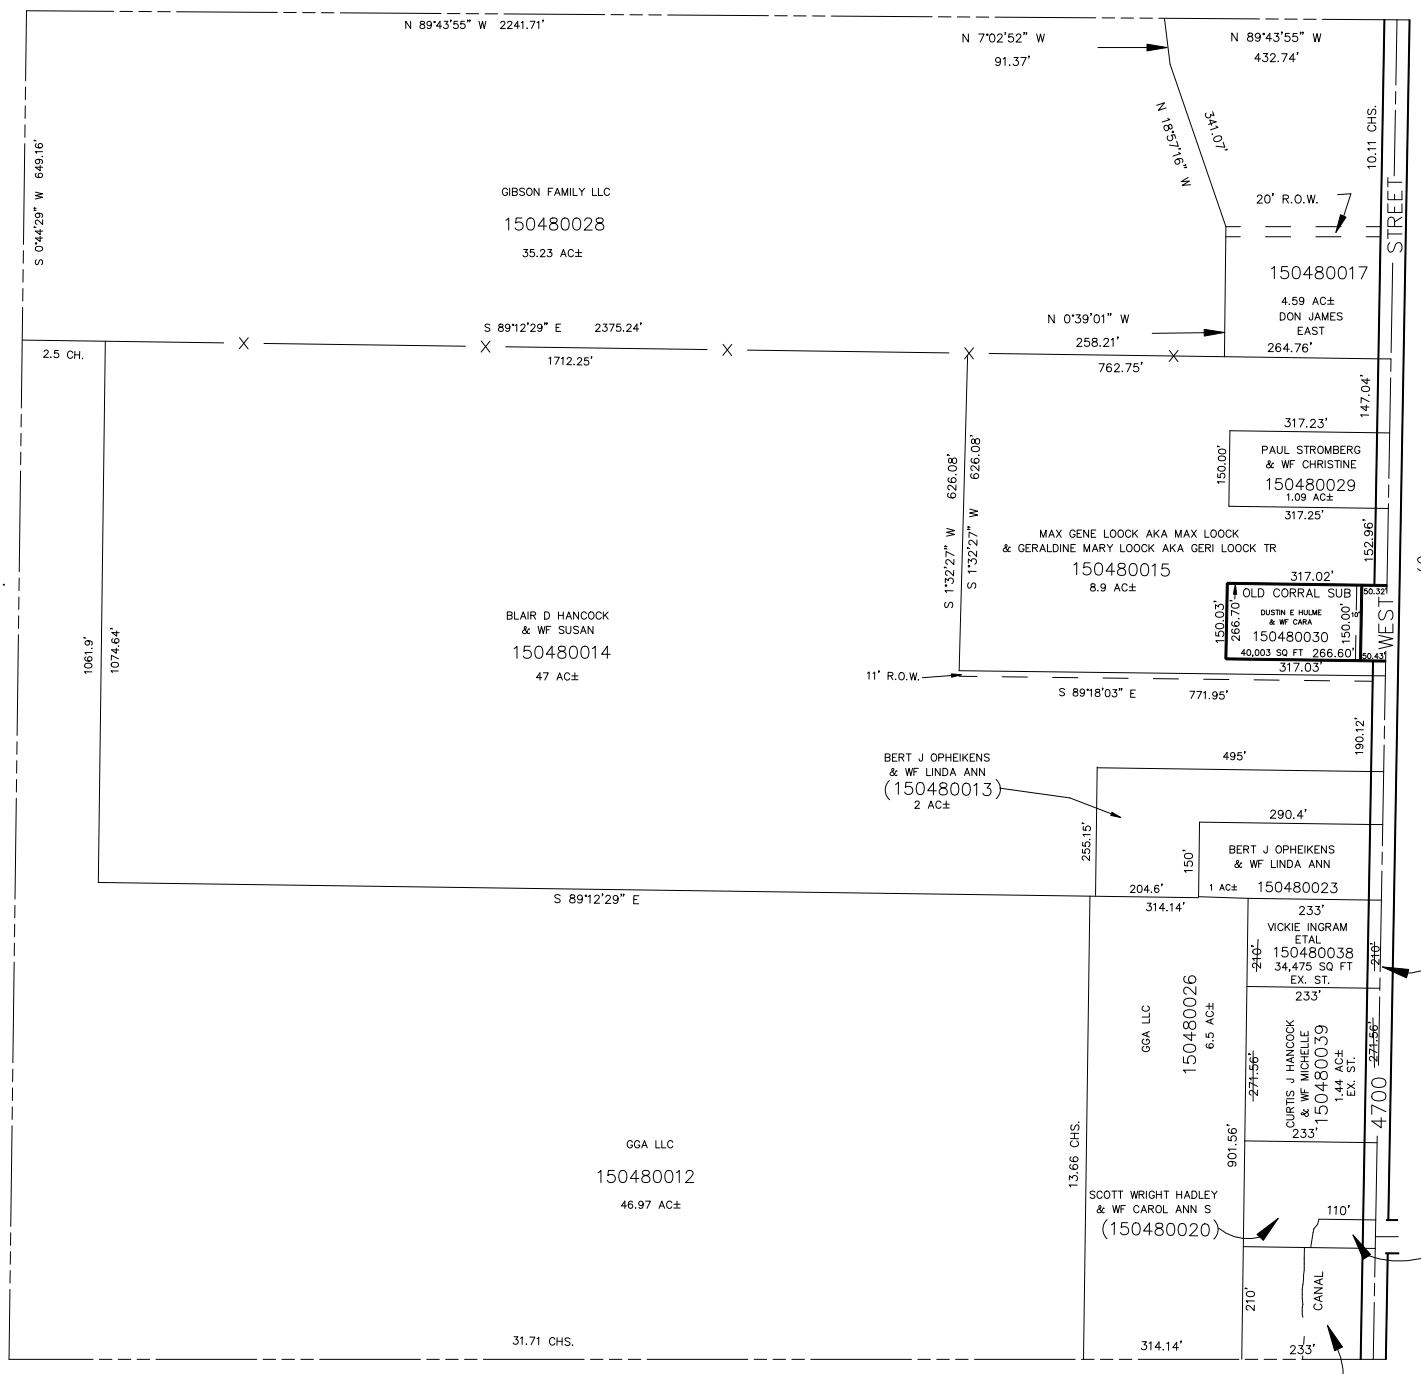 N 89°43'55" W 2241.71'
N 7°02'52" W
91.37'
N 89°43'55" W
432.74'
S 0°44'29" W 649.16'
N 18°57'16" W
341.07'
10.11 CHS.
STREET
20' R.O.W.
GIBSON FAMILY LLC
150480028
35.23 AC±
150480017
4.59 AC±
DON JAMES
EAST
264.76'
N 0°39'01" W
258.21'
S 89°12'29" E 2375.24'
2.5 CH.
X
X
X
X
X
1712.25'
762.75'
147.04'
317.23'
150.00'
PAUL STROMBERG
& WF CHRISTINE
150480029
1.09 AC±
317.25'
152.96'
S 1°32'27" W 626.08'
S 1°32'27" W 626.08'
MAX GENE LOOCK AKA MAX LOOCK
& GERALDINE MARY LOOCK AKA GERI LOOCK TR
150480015
8.9 AC±
317.02'
OLD CORRAL SUB
50.32'
150.03'
266.70'
DUSTIN E HULME
& WF CARA
150480030
10'
150.00'
40,003 SQ FT 266.60'
50.43'
WEST
317.03'
BLAIR D HANCOCK
& WF SUSAN
150480014
47 AC±
1061.9'
1074.64'
11' R.O.W.
S 89°18'03" E 771.95'
190.12'
BERT J OPHEIKENS
& WF LINDA ANN
(150480013)
2 AC±
495'
255.15'
290.4'
150'
BERT J OPHEIKENS
& WF LINDA ANN
1 AC± 150480023
204.6'
S 89°12'29" E
314.14'
233'
VICKIE INGRAM
ETAL
150480038
34,475 SQ FT
EX. ST.
210'
210'
233'
GGA LLC
150480026
6.5 AC±
CURTIS J HANCOCK
& WF MICHELLE
150480039
1.44 AC±
EX. ST.
271.56'
271.56'
4700
233'
13.66 CHS.
901.56'
GGA LLC
150480012
46.97 AC±
SCOTT WRIGHT HADLEY
& WF CAROL ANN S
(150480020)
110'
210'
CANAL
31.71 CHS.
314.14'
233'